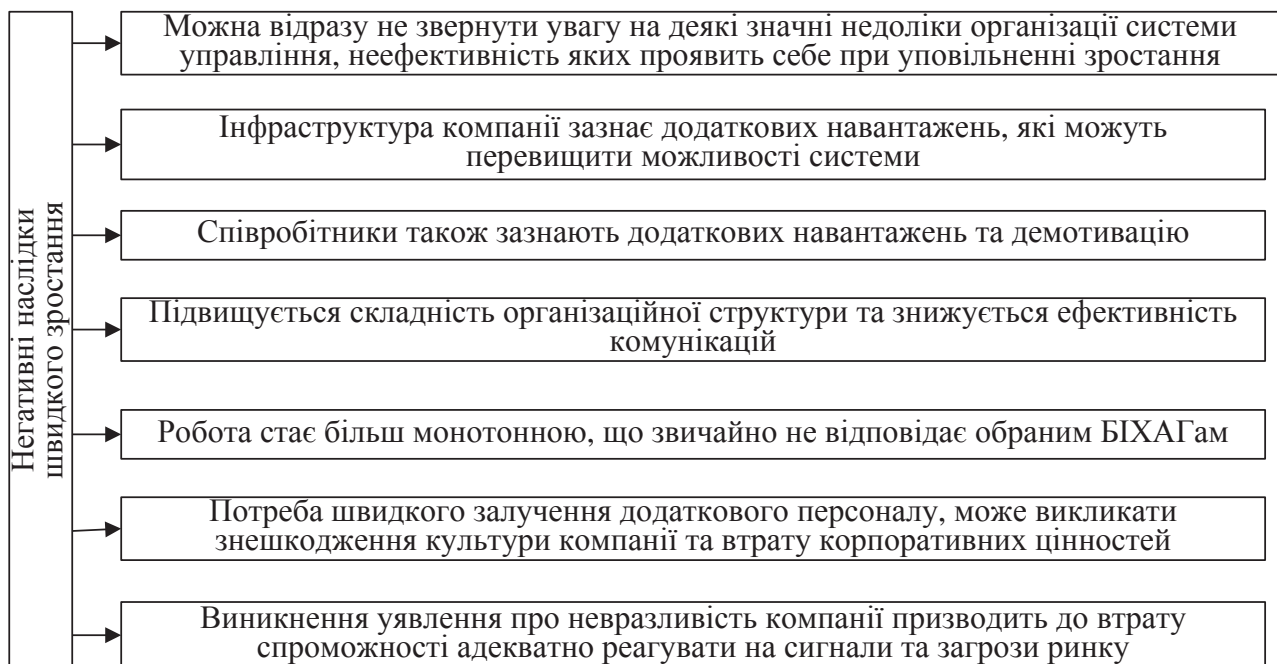 Негативні наслідки
швидкого зростання
Можна відразу не звернути увагу на деякі значні недоліки організації системи
управління, неефективність яких проявить себе при уповільненні зростання
Інфраструктура компанії зазнає додаткових навантажень, які можуть
перевищити можливості системи
Співробітники також зазнають додаткових навантажень та демотивацію
Підвищується складність організаційної структури та знижується ефективність
комунікацій
Робота стає більш монотонною, що звичайно не відповідає обраним БІХАГам
Потреба швидкого залучення додаткового персоналу, може викликати
знешкодження культури компанії та втрату корпоративних цінностей
Виникнення уявлення про невразливість компанії призводить до втрату
спроможності адекватно реагувати на сигнали та загрози ринку